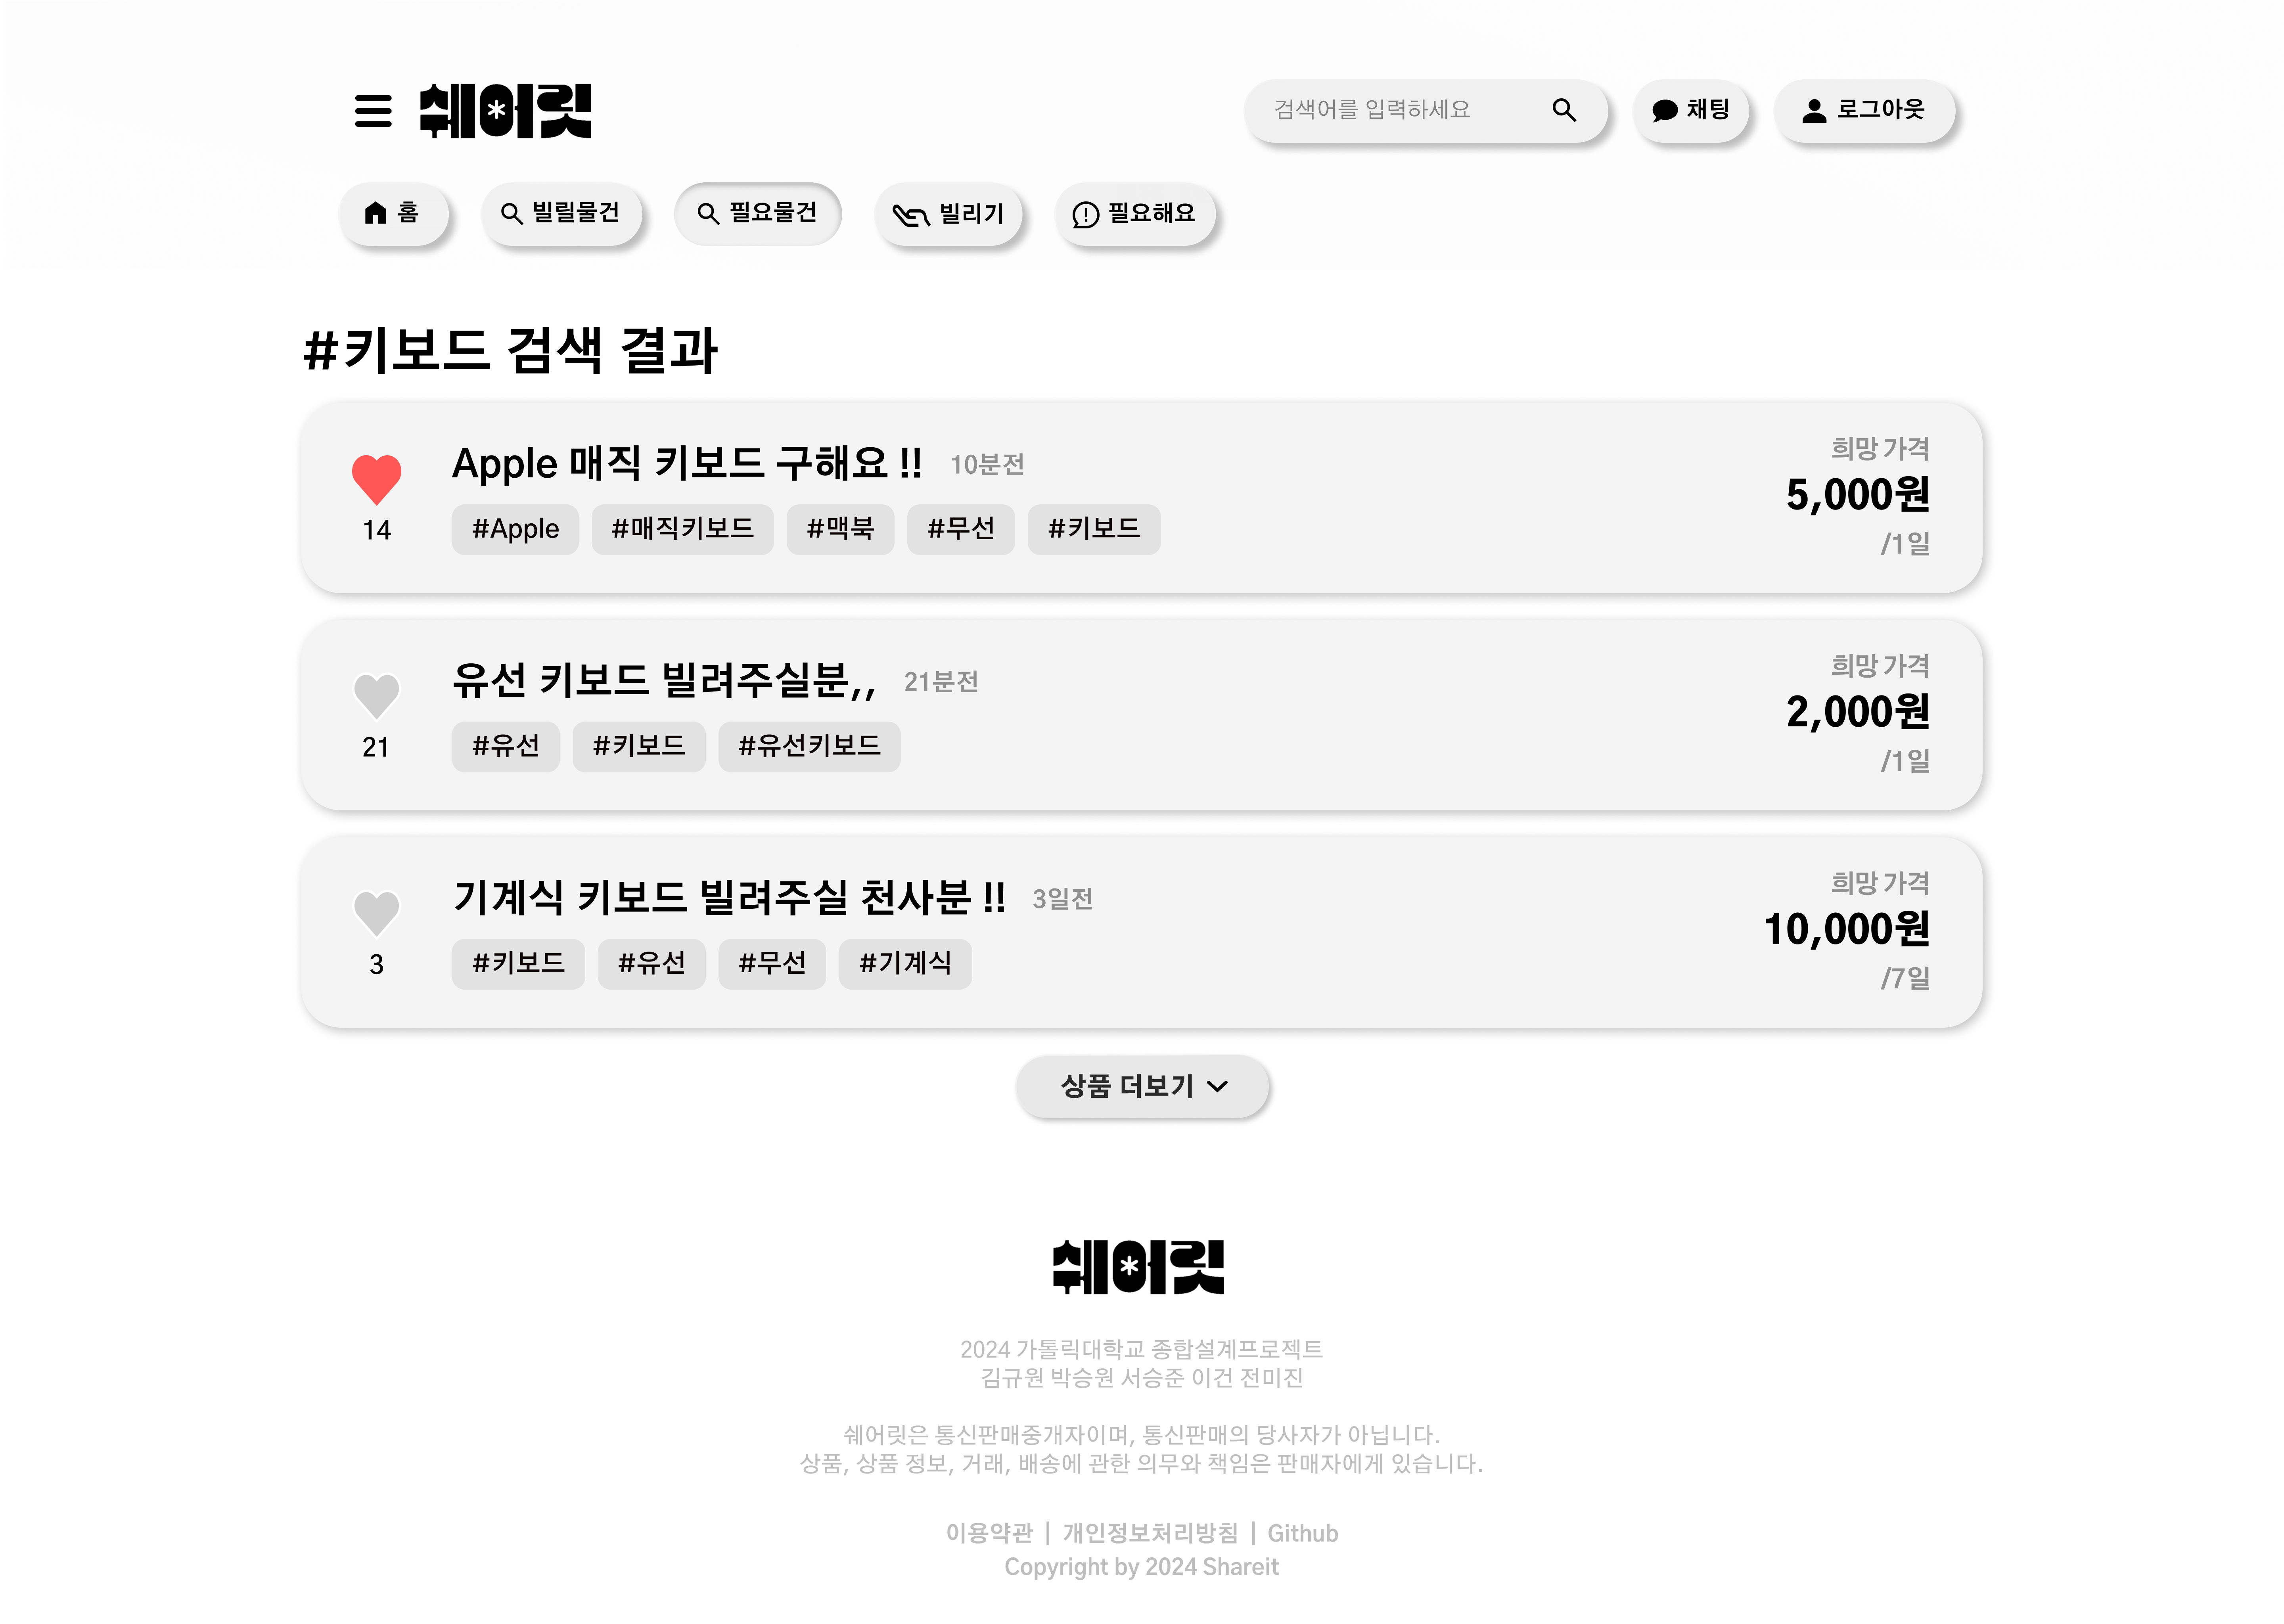 쉐어릿
검색어를 입력하세요
채팅
로그아웃
홈
빌릴물건
필요물건
빌리기
필요해요
#키보드 검색 결과
Apple 매직 키보드 구해요 !! 10분전
#Apple #매직키보드 #맥북 #무선 #키보드
14
희망 가격
5,000원
/1일
유선 키보드 빌려주실분,, 21분전
#유선 #키보드 #유선키보드
21
희망 가격
2,000원
/1일
기계식 키보드 빌려주실 천사분 !! 3일전
#키보드 #유선 #무선 #기계식
3
희망 가격
10,000원
/7일
상품 더보기
쉐어릿
2024 가톨릭대학교 종합설계프로젝트
김규원 박승원 서승준 이건 전미진
쉐어릿은 통신판매중개자이며, 통신판매의 당사자가 아닙니다.
상품, 상품 정보, 거래, 배송에 관한 의무와 책임은 판매자에게 있습니다.
이용약관 | 개인정보처리방침 | Github
Copyright by 2024 Shareit